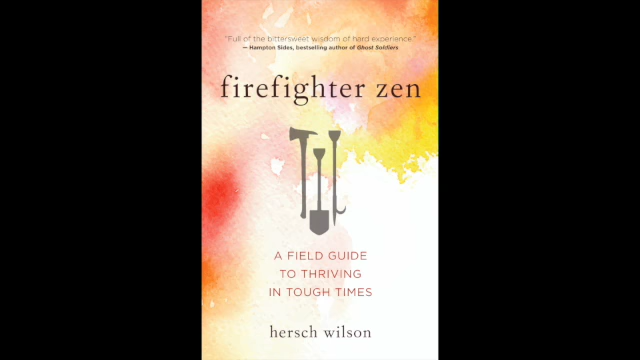 "Full of the bittersweet wisdom of hard experience."
— Hampton Sides, bestselling author of Ghost Soldiers
firefighter zen
A FIELD GUIDE
TO THRIVING
IN TOUGH TIMES
hersch wilson